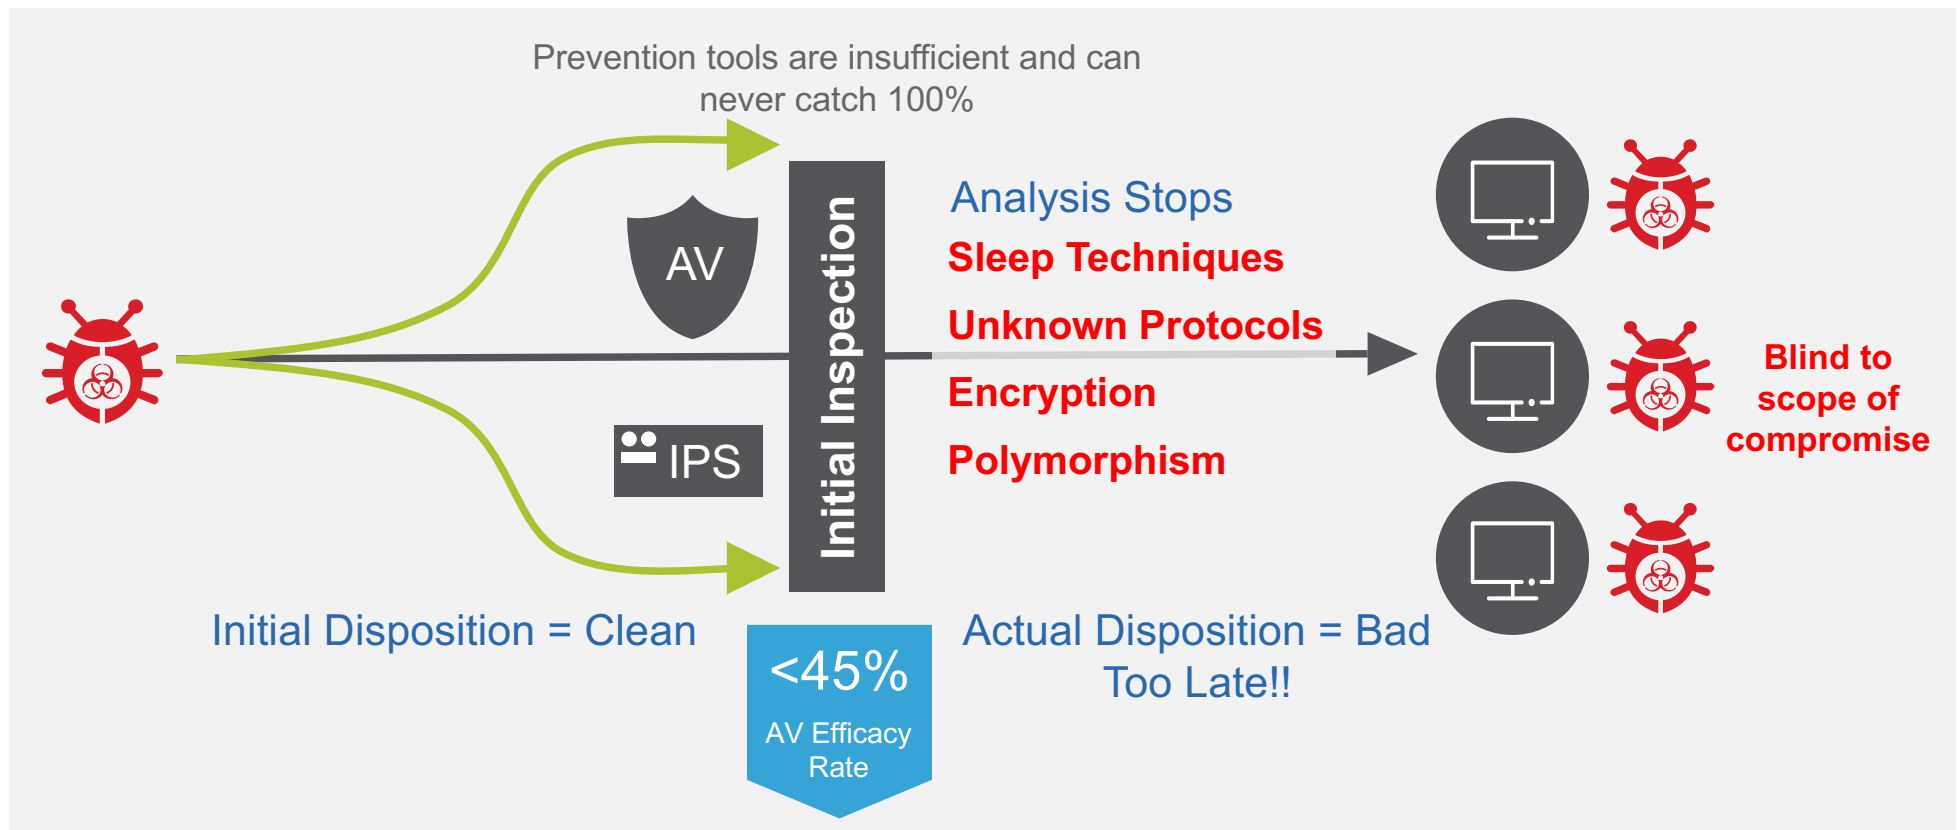 Prevention tools are insufficient and can
never catch 100%
AV
IPS
Initial Inspection
Analysis Stops
Sleep Techniques
Unknown Protocols
Encryption
Polymorphism
Blind to
scope of
compromise
Initial Disposition = Clean
<45%
AV Efficacy
Rate
Actual Disposition = Bad
Too Late!!